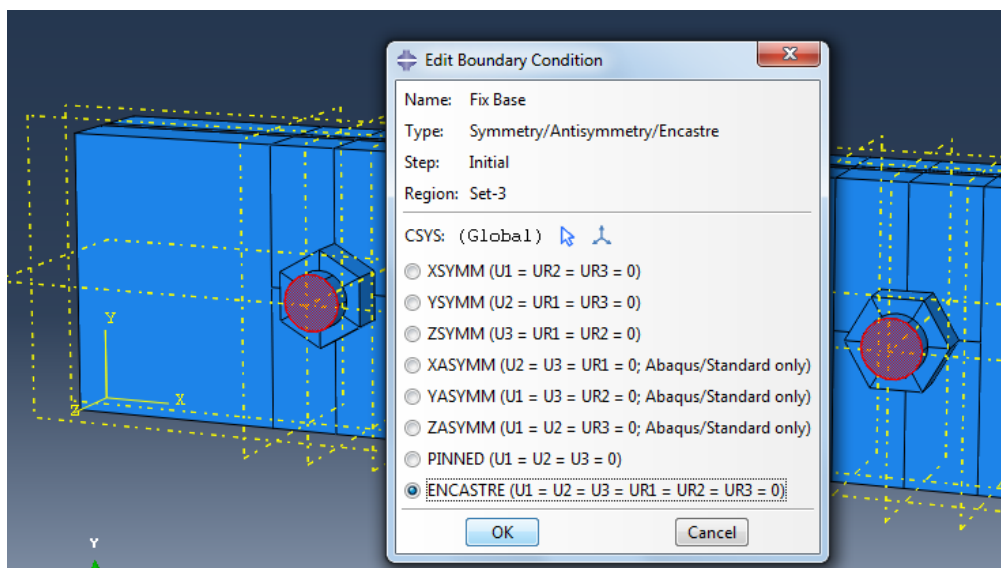 Edit Boundary Condition
Name: Fix Base
Type: Symmetry/Antisymmetry/Encastre
Step: Initial
Region: Set-3
CSYS: (Global)
XSYMM (U1 = UR2 = UR3 = 0)
YSYMM (U2 = UR1 = UR3 = 0)
ZSYMM (U3 = UR1 = UR2 = 0)
XASYMM (U2 = U3 = UR1 = 0; Abaqus/Standard only)
YASYMM (U1 = U3 = UR2 = 0; Abaqus/Standard only)
ZASYMM (U1 = U2 = UR3 = 0; Abaqus/Standard only)
PINNED (U1 = U2 = U3 = 0)
ENCASTRE (U1 = U2 = U3 = UR1 = UR2 = UR3 = 0)
OK Cancel
Y
Z X
Y